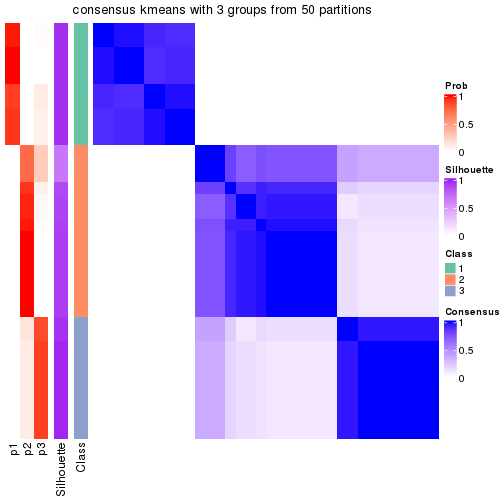 consensus kmeans with 3 groups from 50 partitions
Prob
1
0.5
0
Silhouette
1
0.5
0
Class
1
2
3
Consensus
1
0.5
0
p1
p2
p3
Silhouette
Class